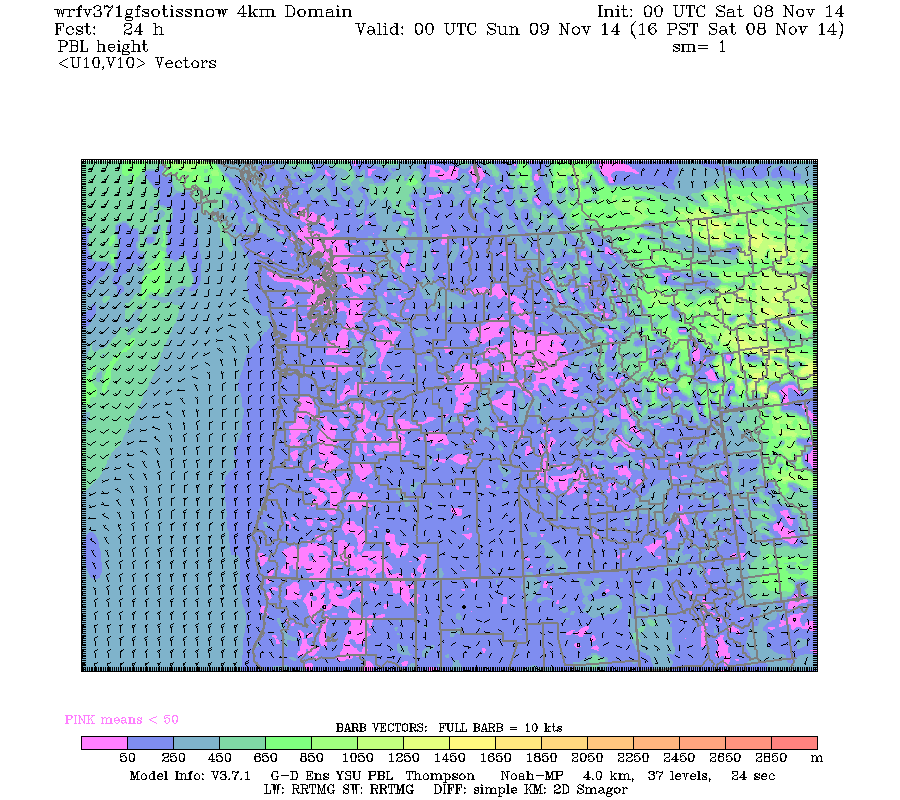 wrfv371gfsotissnow 4km Domain Init: 00 UTC Sat 08 Nov 14
Fcst: 24 h Valid: 00 UTC Sun 09 Nov 14 (16 PST Sat 08 Nov 14)
PBL height sm= 1
<U10,V10> Vectors
PINK means < 50
BARB VECTORS: FULL BARB = 10 kts
50 250 450 650 850 1050 1250 1450 1650 1850 2050 2250 2450 2650 2850 m
Model Info: V3.7.1 G-D Ens YSU PBL Thompson Noah-MP 4.0 km, 37 levels, 24 sec
LW: RRTMG SW: RRTMG DIFF: simple KM: 2D Smagor